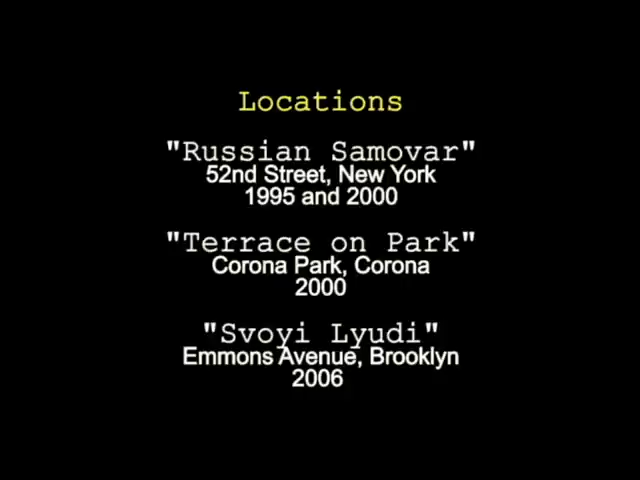 Locations
"Russian Samovar"
52nd Street, New York
1995 and 2000
"Terrace on Park"
Corona Park, Corona
2000
"Svoyi Lyudi"
Emmons Avenue, Brooklyn
2006